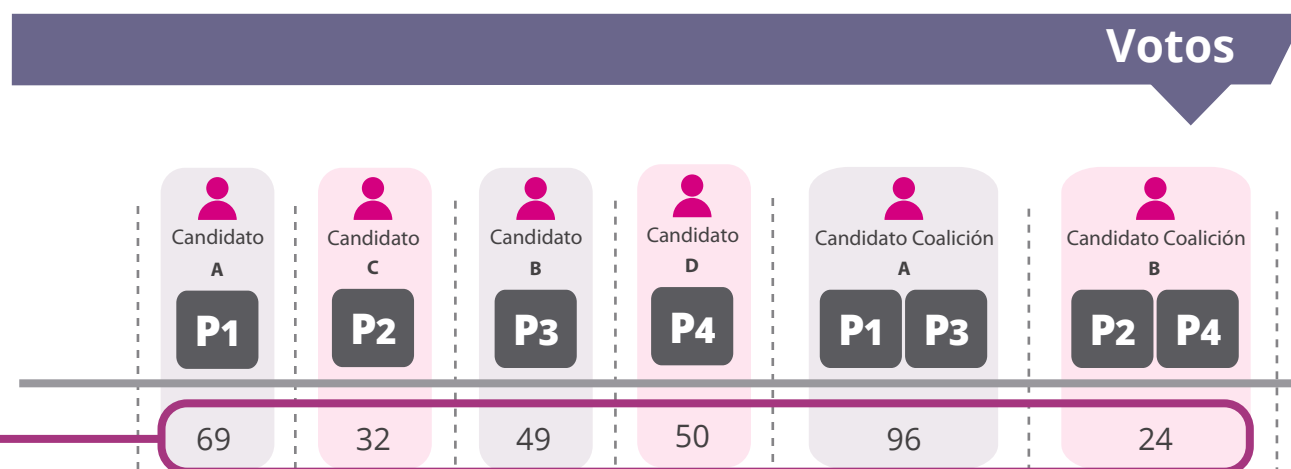 Votos
Candidato Candidato Candidato Candidato Candidato Coalición Candidato Coalición
A C B D A B
P1 P2 P3 P4 P1 P3 P2 P4
69 32 49 50 96 24